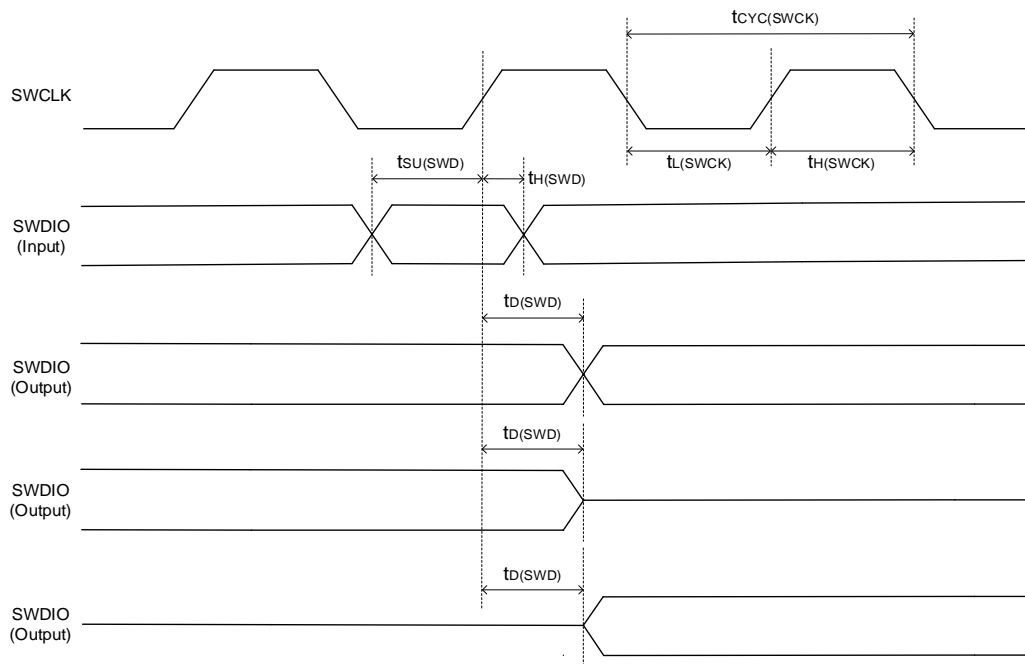 tCYC(SWCK)
SWCLK
tSU(SWD)
tH(SWD)
tL(SWCK)
tH(SWCK)
SWDIO
(Input)
tD(SWD)
SWDIO
(Output)
tD(SWD)
SWDIO
(Output)
tD(SWD)
SWDIO
(Output)